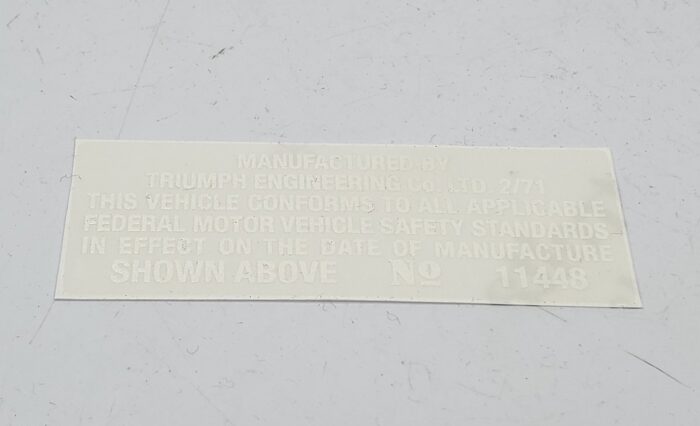 MANUFACTURED BY
TRIUMPH ENGINEERING Co. LTD. 2/71
THIS VEHICLE CONFORMS TO ALL APPLICABLE
FEDERAL MOTOR VEHICLE SAFETY STANDARDS
IN EFFECT ON THE DATE OF MANUFACTURE
SHOWN ABOVE No 11448